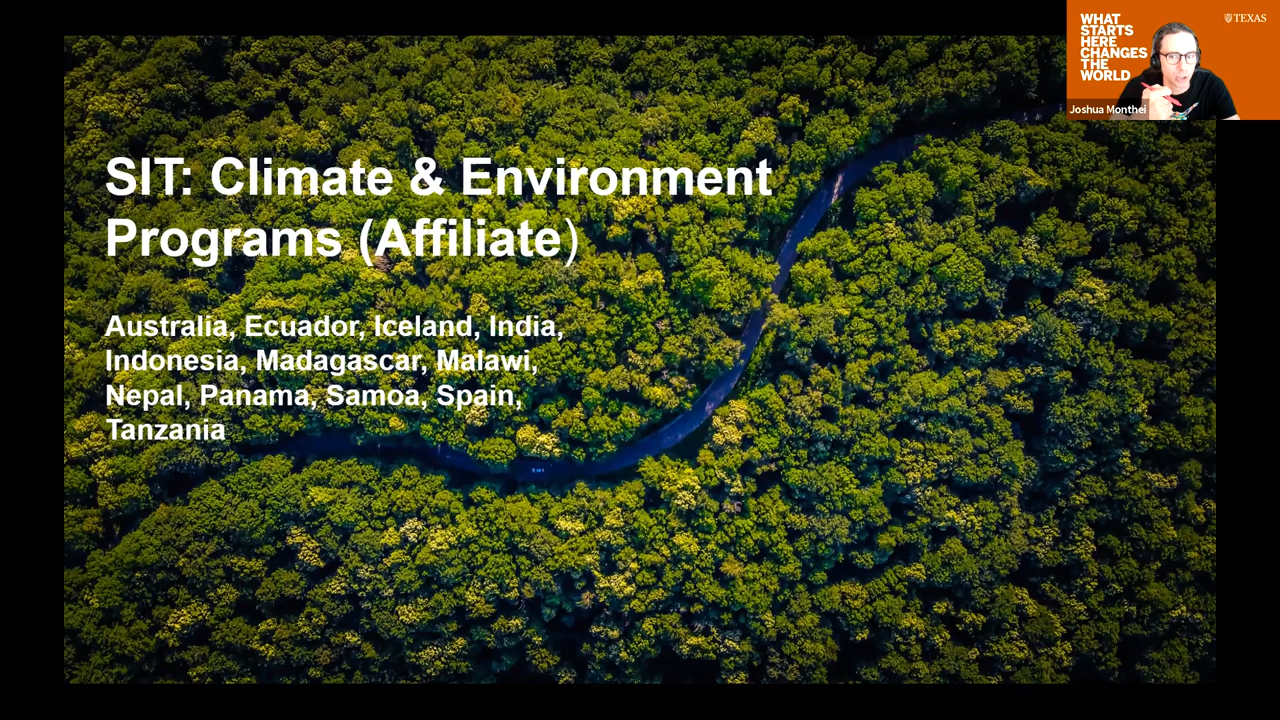 SIT: Climate & Environment
Programs (Affiliate)
Australia, Ecuador, Iceland, India,
Indonesia, Madagascar, Malawi,
Nepal, Panama, Samoa, Spain,
Tanzania
WHAT
STARTS
HERE
CHANGES
THE
WORLD
TEXAS
Joshua Monthei